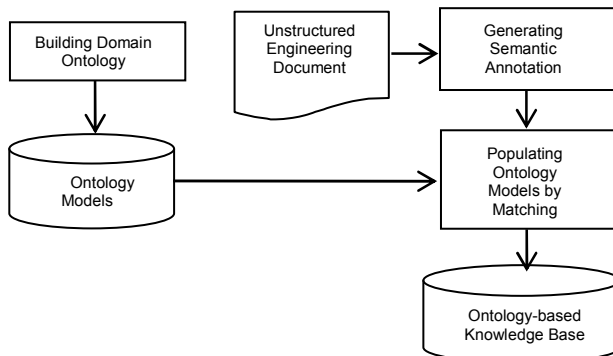 Building Domain
Ontology
Unstructured
Engineering
Document
Generating
Semantic
Annotation
Ontology
Models
Populating
Ontology
Models by
Matching
Ontology-based
Knowledge Base